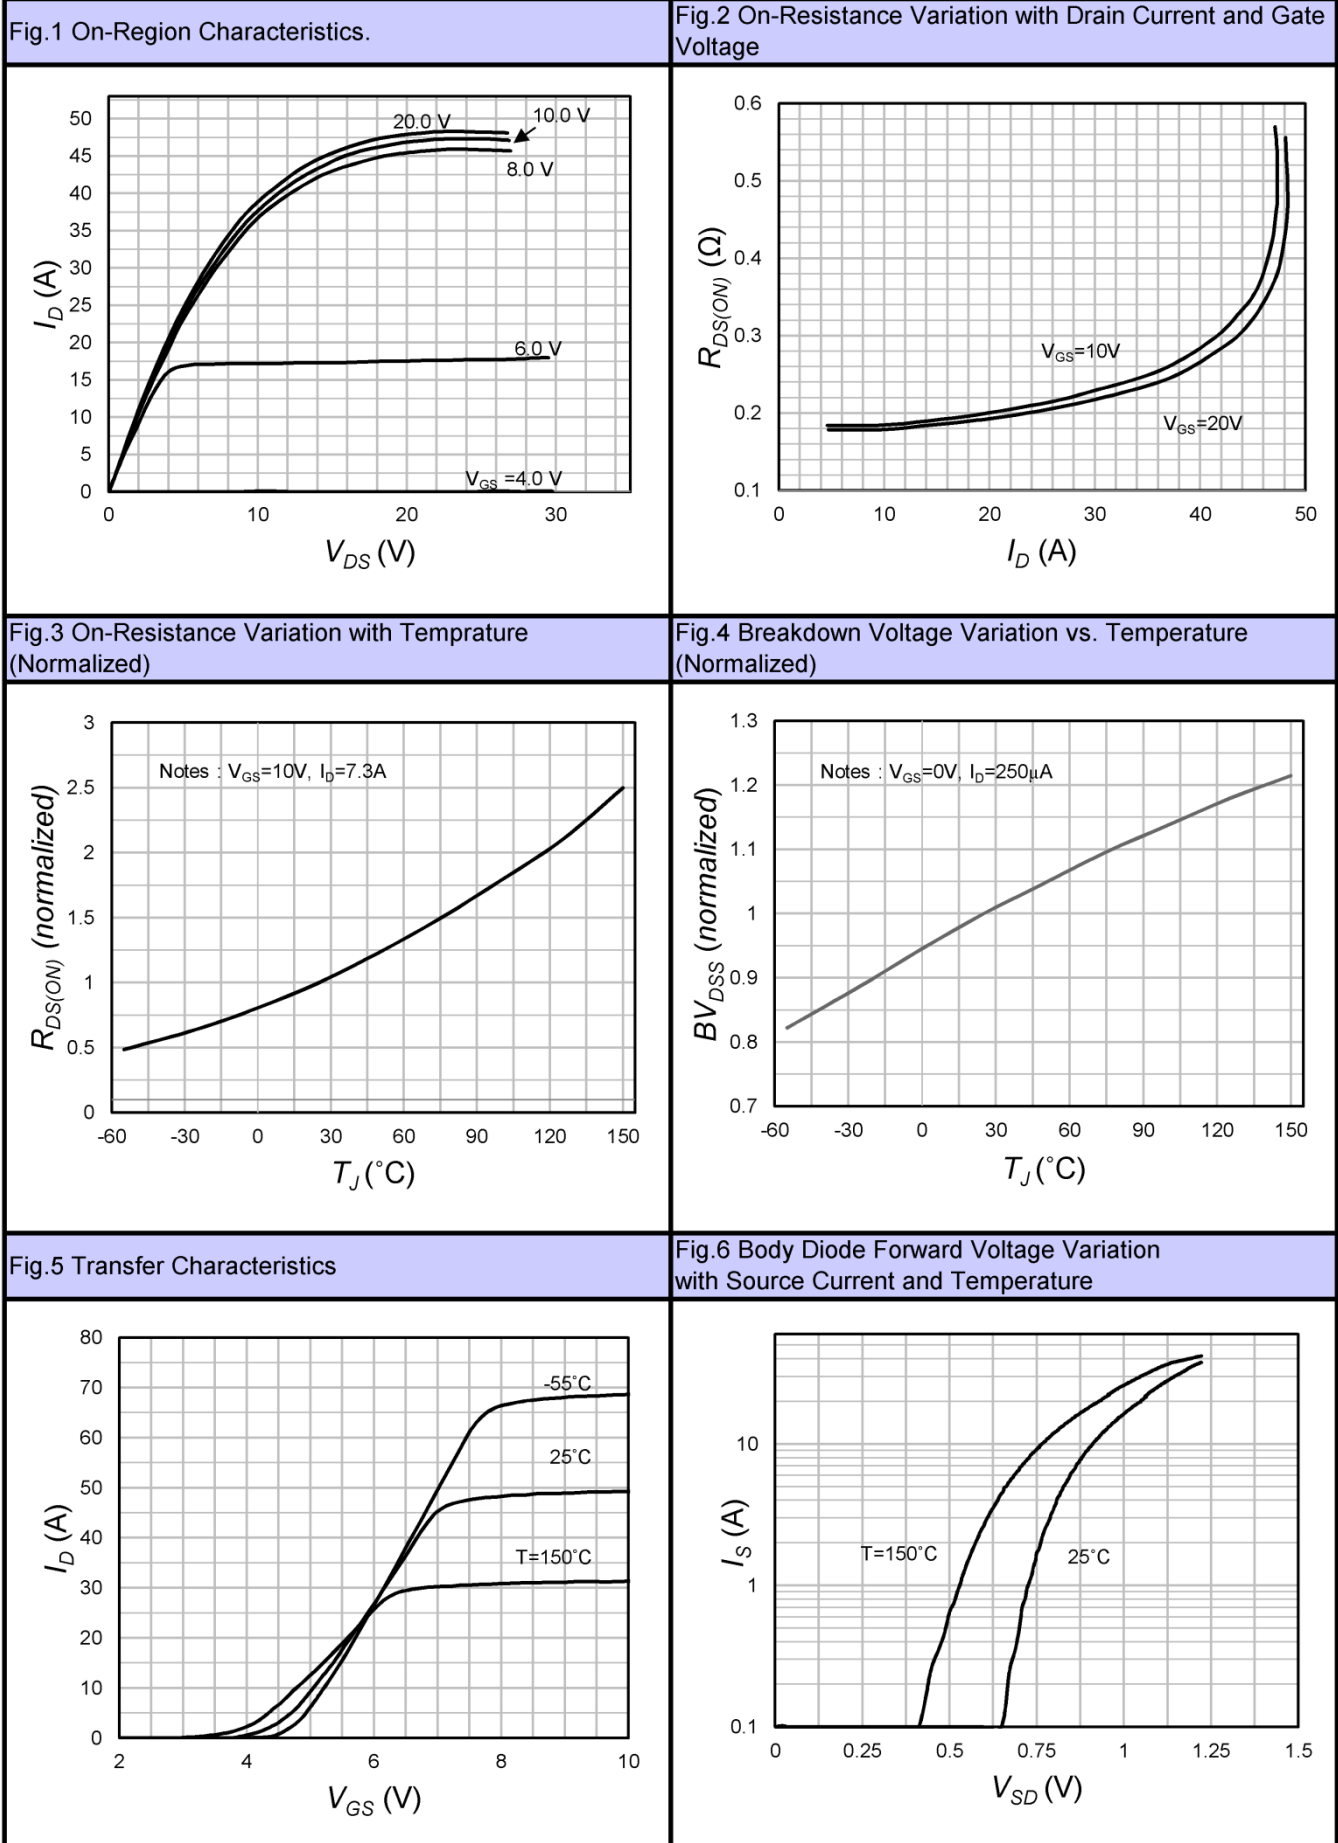 Fig.1 On-Region Characteristics.
Fig.2 On-Resistance Variation with Drain Current and Gate
Voltage
50
45
40
35
30
25
20
15
10
5
0
I_D (A)
20.0 V
10.0 V
8.0 V
6.0 V
V_GS =4.0 V
0 10 20 30
V_DS (V)
0.6
0.5
0.4
0.3
0.2
0.1
R_DS(ON) (Ω)
V_GS=10V
V_GS=20V
0 10 20 30 40 50
I_D (A)
Fig.3 On-Resistance Variation with Temprature
(Normalized)
Fig.4 Breakdown Voltage Variation vs. Temperature
(Normalized)
3
2.5
2
1.5
1
0.5
0
R_DS(ON) (normalized)
Notes : V_GS=10V, I_D=7.3A
-60 -30 0 30 60 90 120 150
T_J (˚C)
1.3
1.2
1.1
1
0.9
0.8
0.7
BV_DSS (normalized)
Notes : V_GS=0V, I_D=250μA
-60 -30 0 30 60 90 120 150
T_J (˚C)
Fig.5 Transfer Characteristics
Fig.6 Body Diode Forward Voltage Variation
with Source Current and Temperature
80
70
60
50
40
30
20
10
0
I_D (A)
-55˚C
25˚C
T=150˚C
2 4 6 8 10
V_GS (V)
10
1
0.1
I_S (A)
T=150˚C
25˚C
0 0.25 0.5 0.75 1 1.25 1.5
V_SD (V)